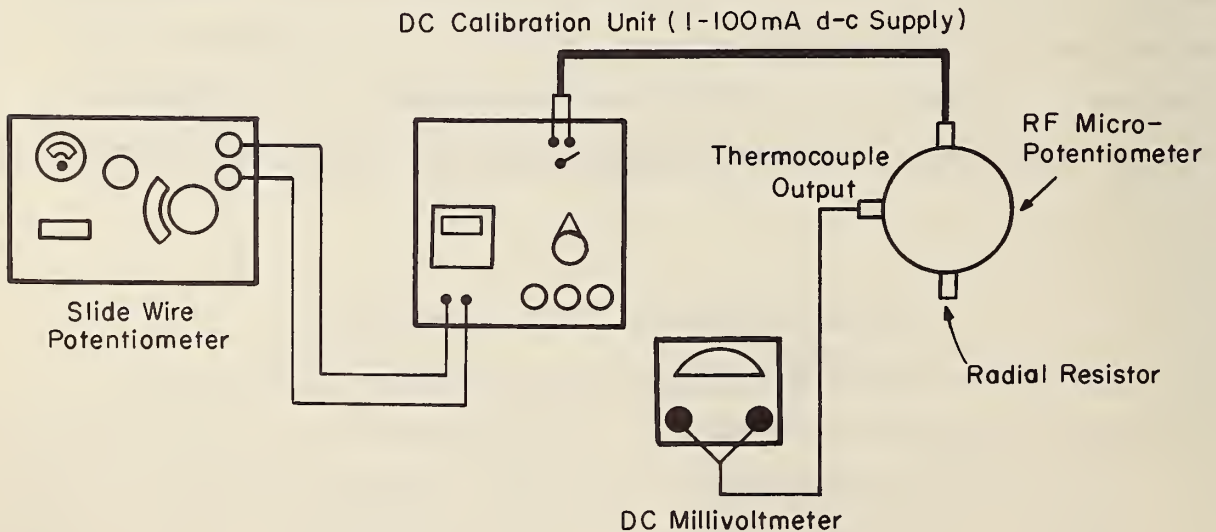 DC Calibration Unit (1-100mA d-c Supply)
RF Micro-
Potentiometer
Thermocouple
Output
Slide Wire
Potentiometer
Radial Resistor
DC Millivoltmeter